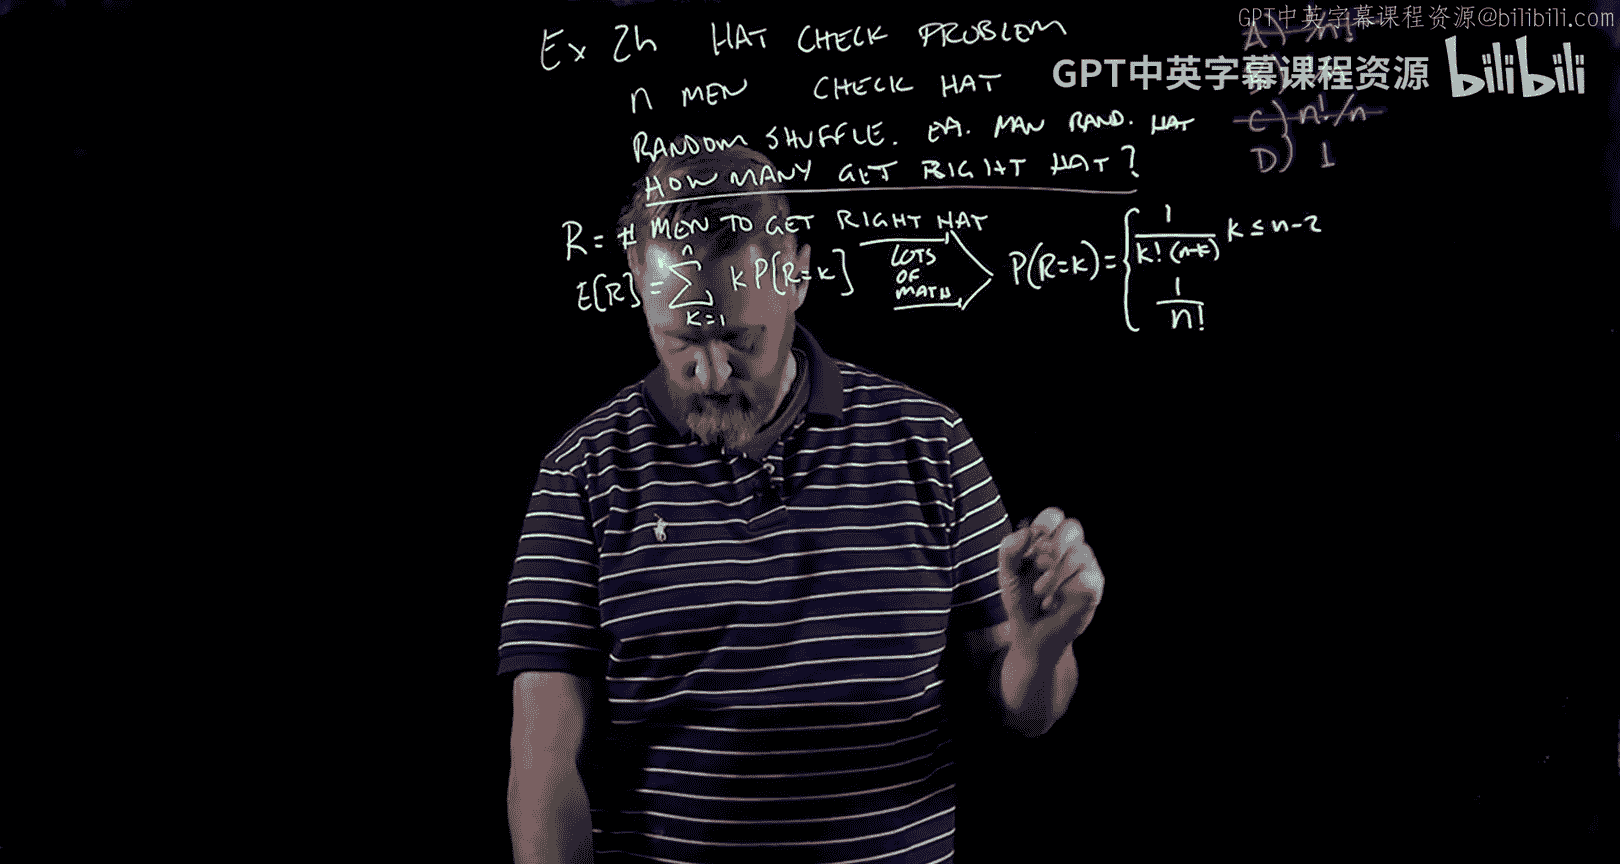 GPT中英字幕课程资源@bilibili.com
GPT中英字幕课程资源 bilibili
Ex 2h HAT CHECK PROBLEM
n MEN CHECK HAT
RANDOM SHUFFLE. EA. MAN RAND. HAT
HOW MANY GET RIGHT HAT?
A) 1/n!
C) n!/n
D) 1
R = # MEN TO GET RIGHT HAT
E[R] = n∑k=1 k P[R=k]
LOTS
OF
MATH
P(R=k) = { 1/k!(n-k) k ≤ n-2
1/n!